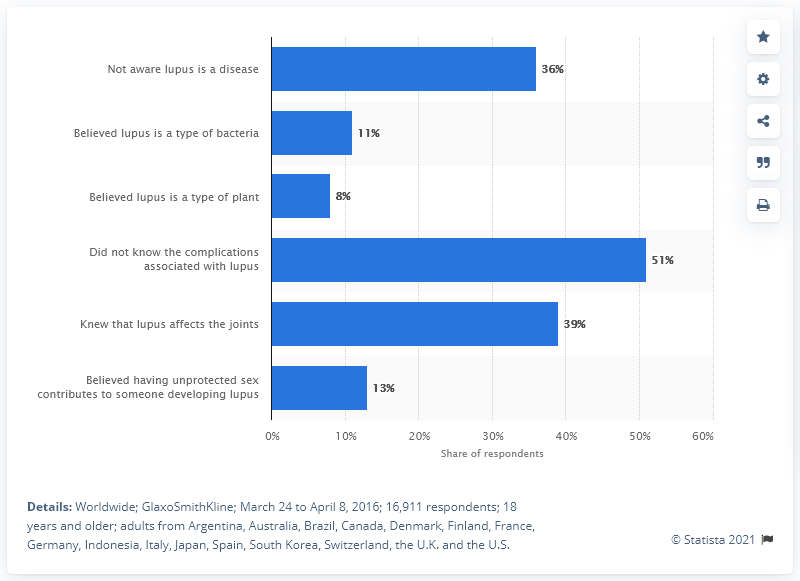 Not aware lupus is a disease
36%
Believed lupus is a type of bacteria
11%
Believed lupus is a type of plant
8%
Did not know the complications
associated with lupus
51%
Knew that lupus affects the joints
39%
Believed having unprotected sex
contributes to someone developing lupus
13%
0% 10% 20% 30% 40% 50% 60%
Share of respondents
Details: Worldwide; GlaxoSmithKline; March 24 to April 8, 2016; 16,911 respondents; 18
years and older; adults from Argentina, Australia, Brazil, Canada, Denmark, Finland, France,
Germany, Indonesia, Italy, Japan, Spain, South Korea, Switzerland, the U.K. and the U.S.
© Statista 2021